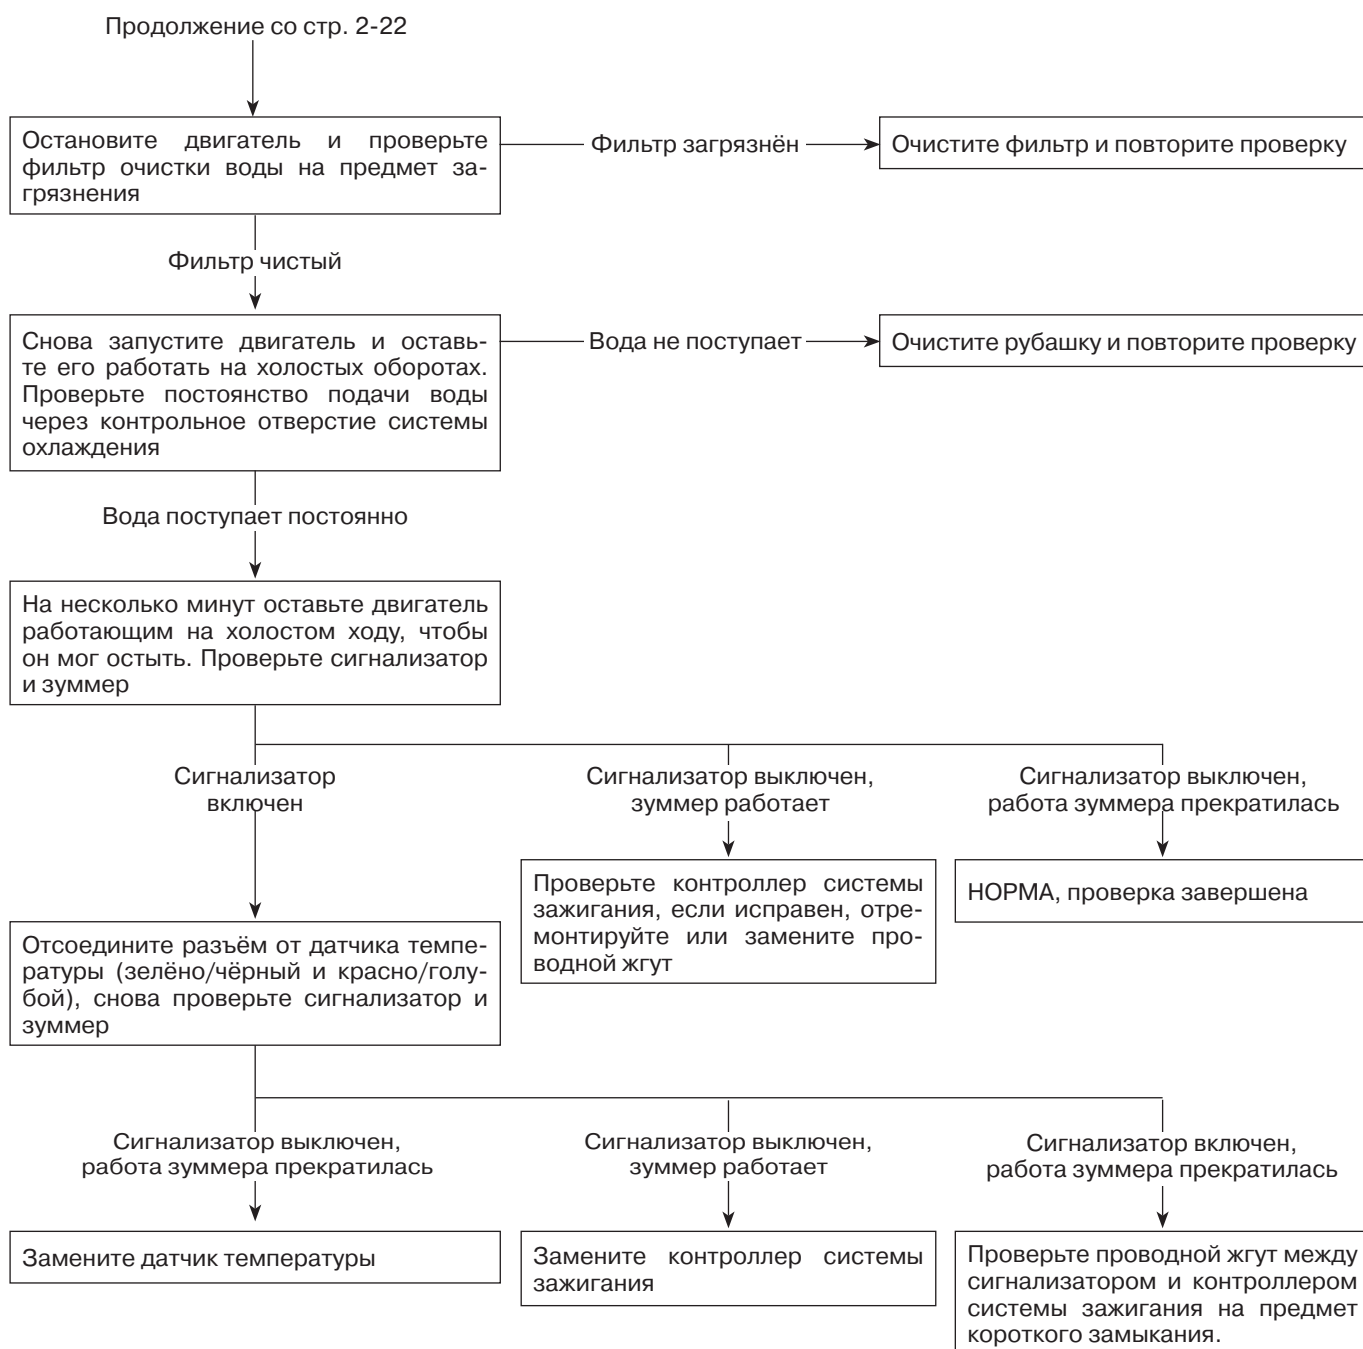 Продолжение со стр. 2-22
Остановите двигатель и проверьте
фильтр очистки воды на предмет за-
грязнения
Фильтр загрязнён
Очистите фильтр и повторите проверку
Фильтр чистый
Снова запустите двигатель и оставь-
те его работать на холостых оборотах.
Проверьте постоянство подачи воды
через контрольное отверстие системы
охлаждения
Вода не поступает
Очистите рубашку и повторите проверку
Вода поступает постоянно
На несколько минут оставьте двигатель
работающим на холостом ходу, чтобы
он мог остыть. Проверьте сигнализатор
и зуммер
Сигнализатор
включен
Сигнализатор выключен,
зуммер работает
Сигнализатор выключен,
работа зуммера прекратилась
Проверьте контроллер системы
зажигания, если исправен, отре-
монтируйте или замените про-
водной жгут
НОРМА, проверка завершена
Отсоедините разъём от датчика темпе-
ратуры (зелёно/чёрный и красно/голу-
бой), снова проверьте сигнализатор и
зуммер
Сигнализатор выключен,
работа зуммера прекратилась
Сигнализатор выключен,
зуммер работает
Сигнализатор включен,
работа зуммера прекратилась
Замените датчик температуры
Замените контроллер системы
зажигания
Проверьте проводной жгут между
сигнализатором и контроллером
системы зажигания на предмет
короткого замыкания.